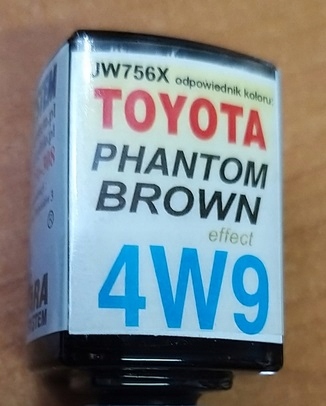 JW756X odpowiednik koloru:
TOYOTA
PHANTOM
BROWN
effect
4W9